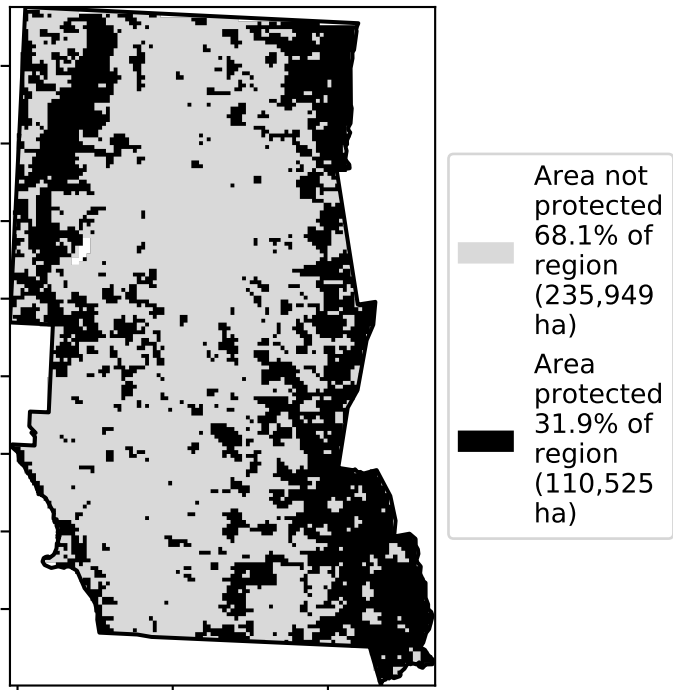 Area not
protected
68.1% of
region
(235,949
ha)
Area
protected
31.9% of
region
(110,525
ha)